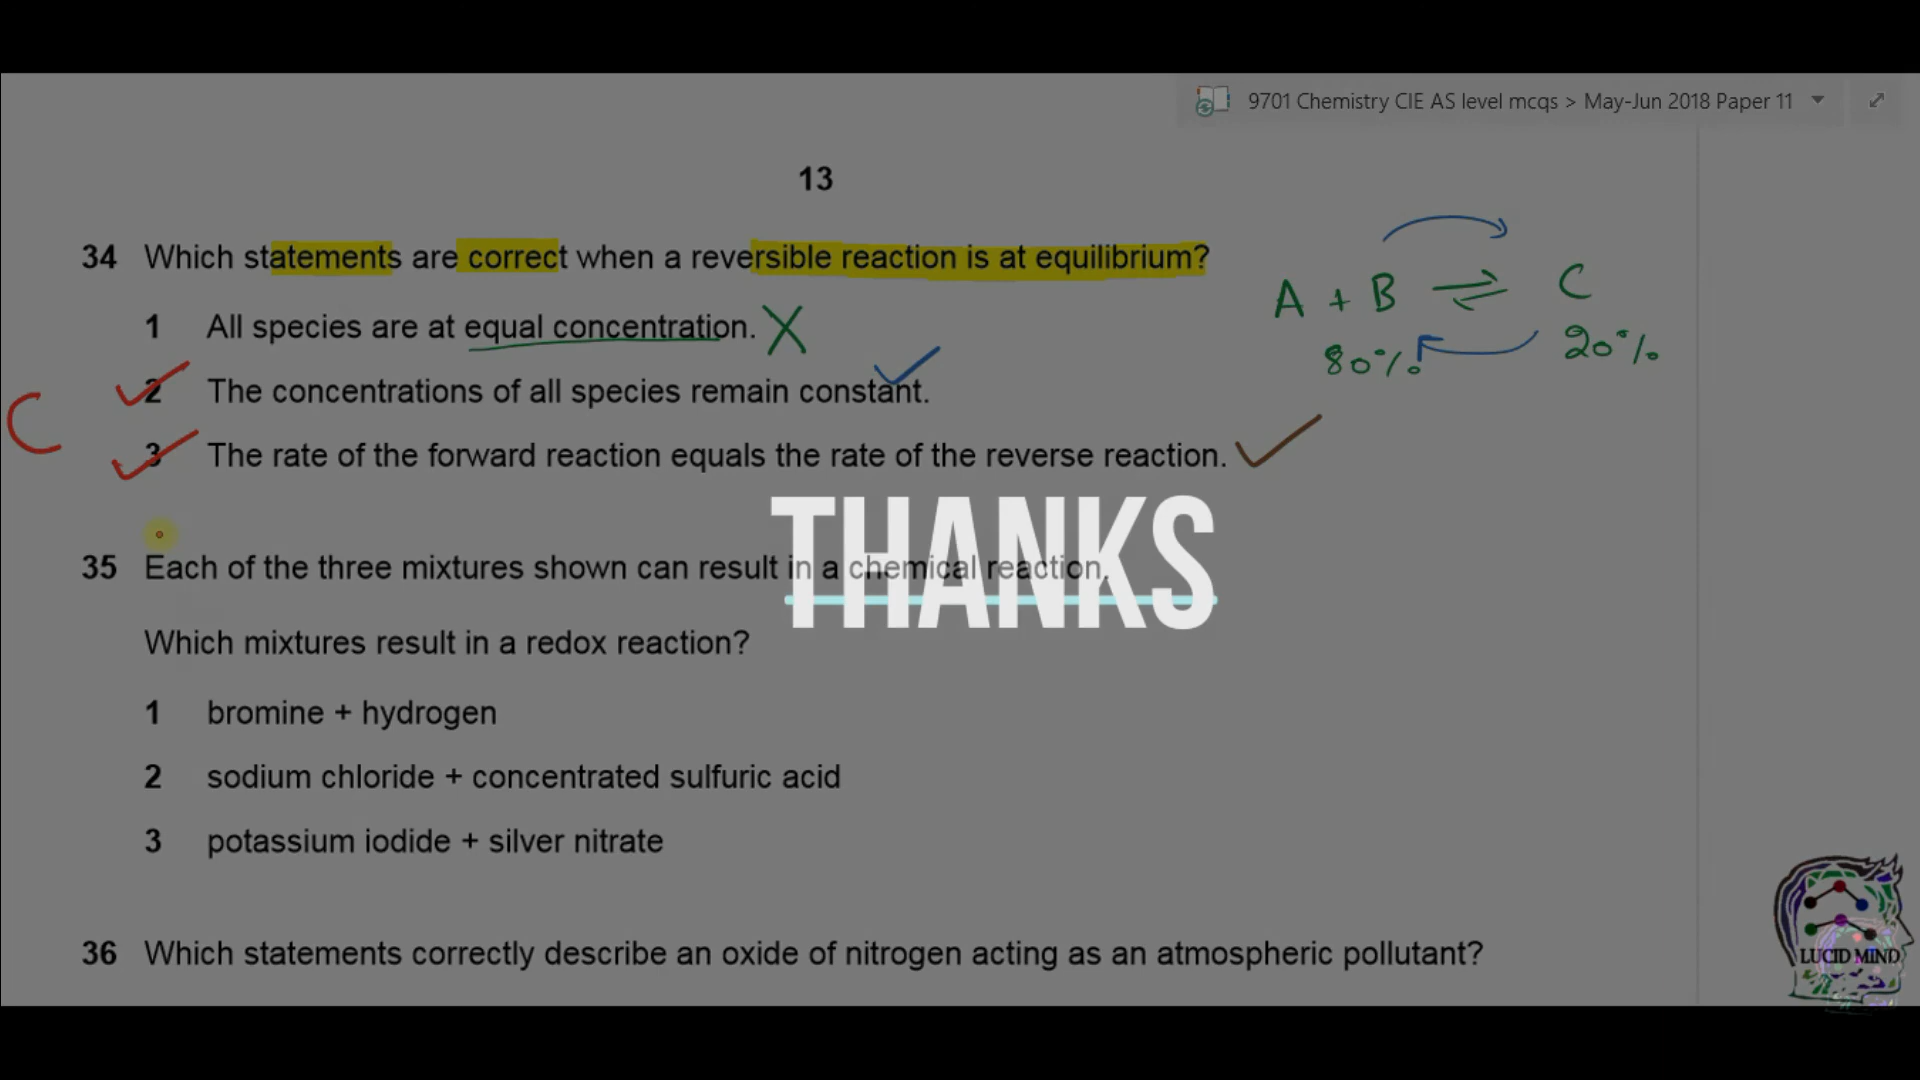 9701 Chemistry CIE AS level mcqs > May-Jun 2018 Paper 11
13
34 Which statements are correct when a reversible reaction is at equilibrium?
1 All species are at equal concentration. X
2 The concentrations of all species remain constant.
3 The rate of the forward reaction equals the rate of the reverse reaction.
C
A + B ⇌ C
80% 20%
THANKS
35 Each of the three mixtures shown can result in a chemical reaction.
Which mixtures result in a redox reaction?
1 bromine + hydrogen
2 sodium chloride + concentrated sulfuric acid
3 potassium iodide + silver nitrate
36 Which statements correctly describe an oxide of nitrogen acting as an atmospheric pollutant?
LUCID MIND